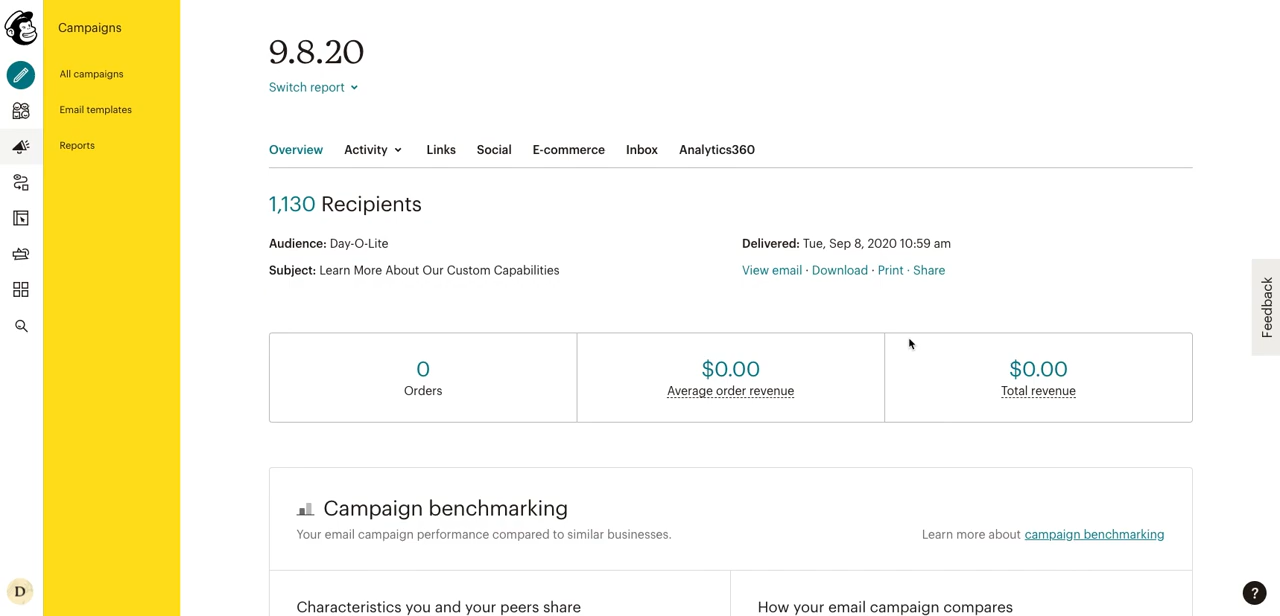 Campaigns
All campaigns
Email templates
Reports
9.8.20
Switch report
Overview Activity Links Social E-commerce Inbox Analytics360
1,130 Recipients
Audience: Day-O-Lite
Delivered: Tue, Sep 8, 2020 10:59 am
Subject: Learn More About Our Custom Capabilities
View email · Download · Print · Share
0
Orders
$0.00
Average order revenue
$0.00
Total revenue
Campaign benchmarking
Your email campaign performance compared to similar businesses.
Learn more about campaign benchmarking
Characteristics you and your peers share
How your email campaign compares
Feedback
D
?